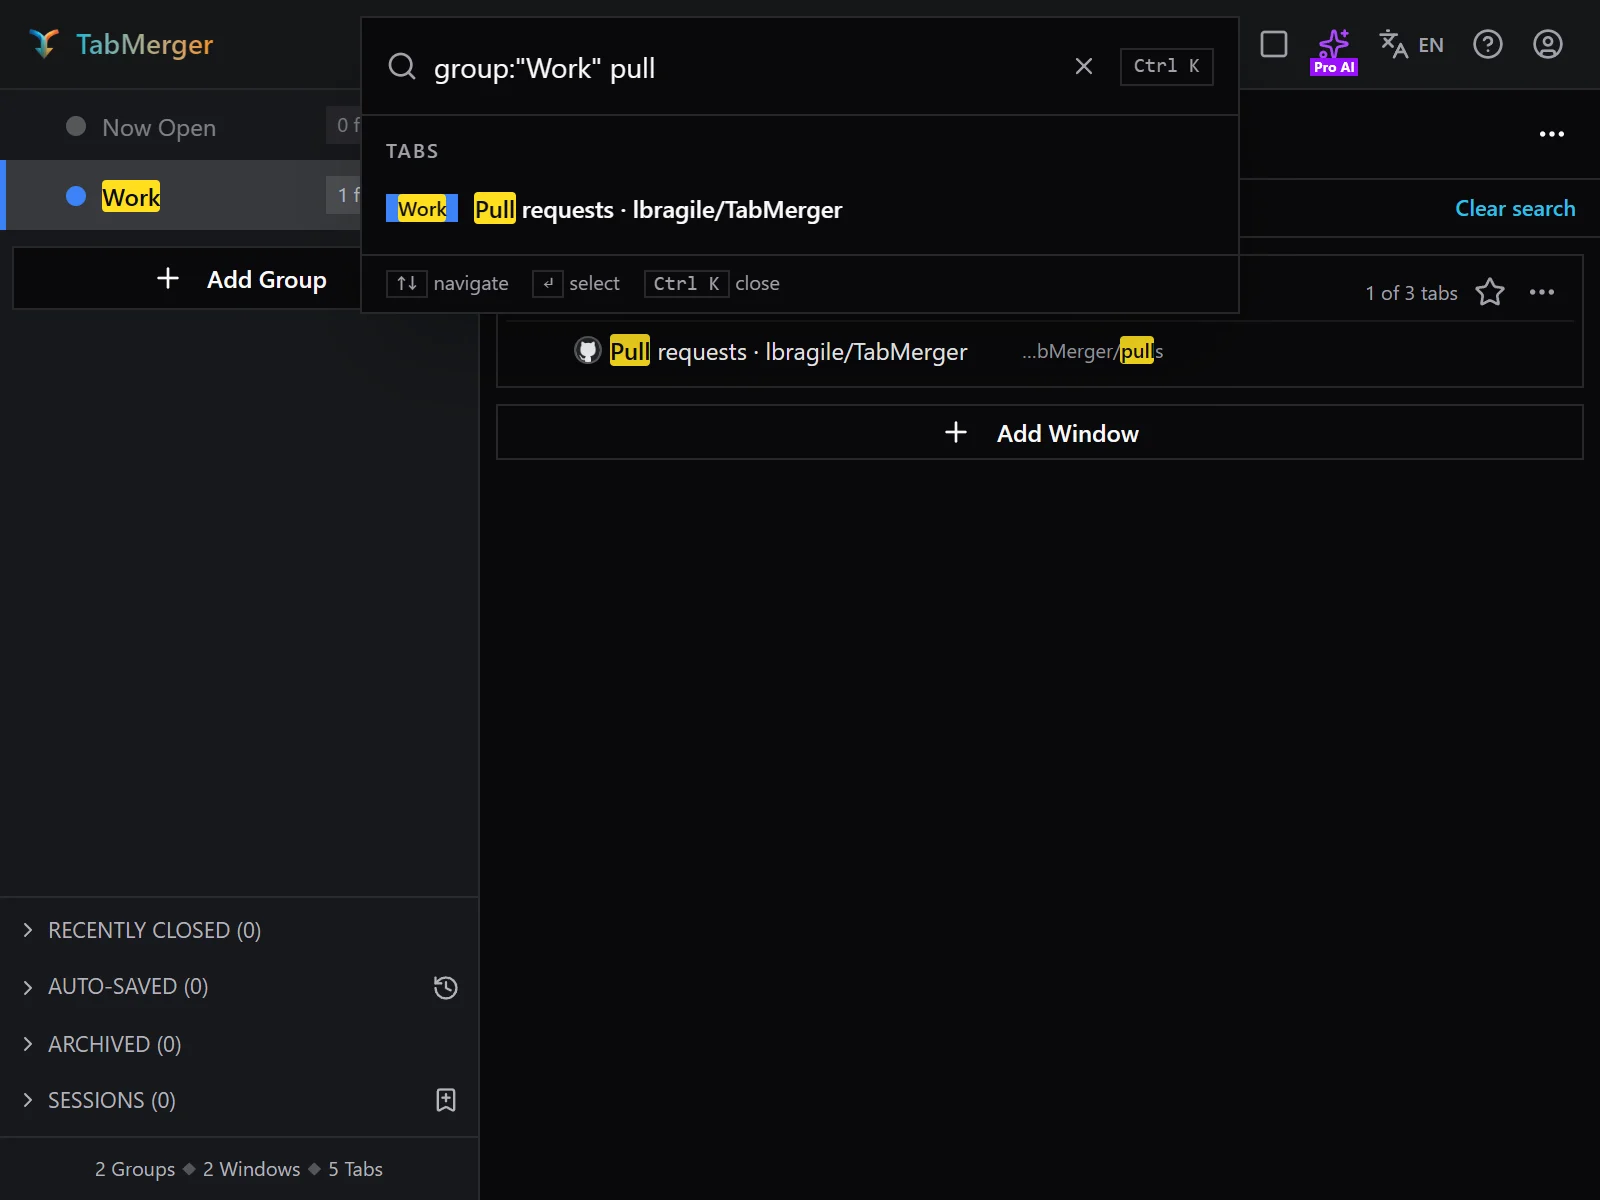 TabMerger
group:"Work" pull
Ctrl K
Pro AI
EN
Now Open
0 f
TABS
Work
1 f
Work Pull requests · lbragile/TabMerger
Clear search
Add Group
navigate select Ctrl K close
1 of 3 tabs
Pull requests · lbragile/TabMerger ...bMerger/pulls
Add Window
RECENTLY CLOSED (0)
AUTO-SAVED (0)
ARCHIVED (0)
SESSIONS (0)
2 Groups ◆ 2 Windows ◆ 5 Tabs